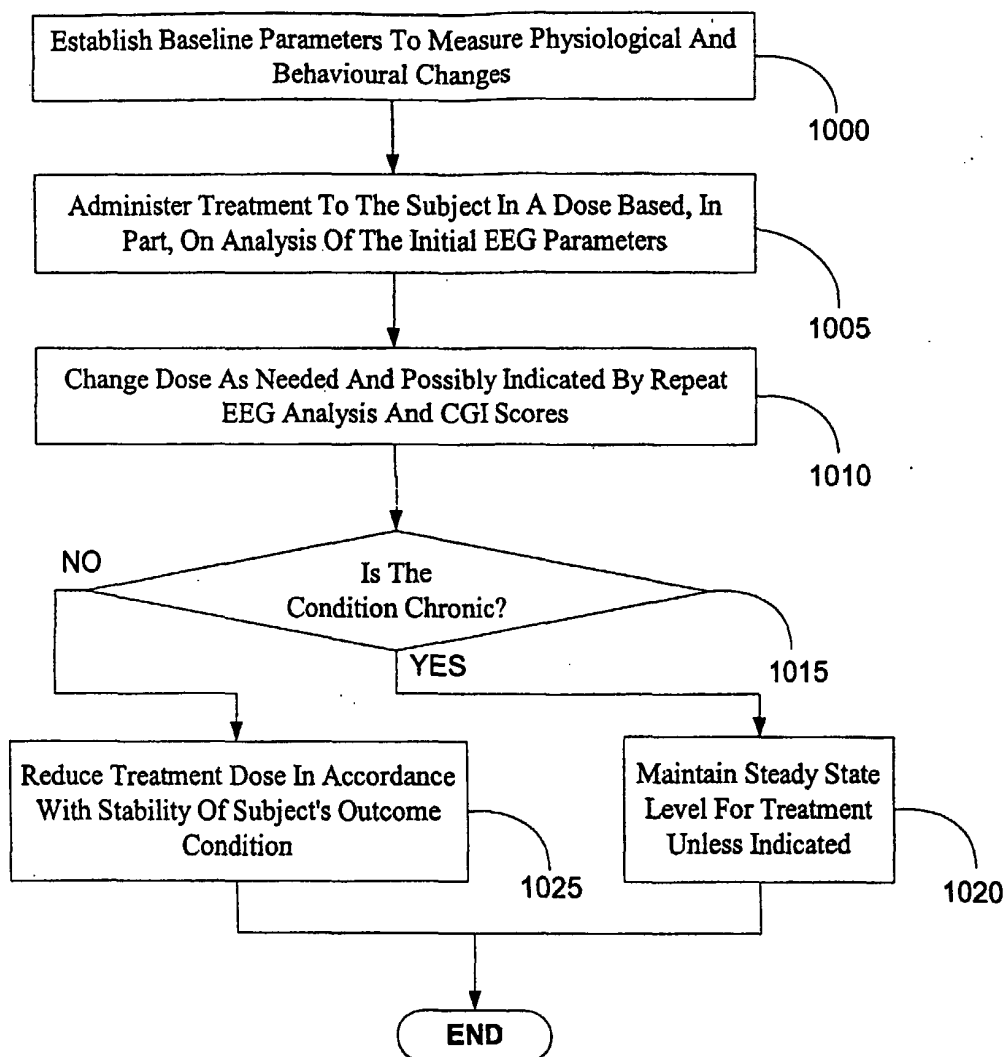 Establish Baseline Parameters To Measure Physiological And
Behavioural Changes
1000
Administer Treatment To The Subject In A Dose Based, In
Part, On Analysis Of The Initial EEG Parameters
1005
Change Dose As Needed And Possibly Indicated By Repeat
EEG Analysis And CGI Scores
1010
NO
Is The
Condition Chronic?
YES
1015
Reduce Treatment Dose In Accordance
With Stability Of Subject's Outcome
Condition
1025
Maintain Steady State
Level For Treatment
Unless Indicated
1020
END